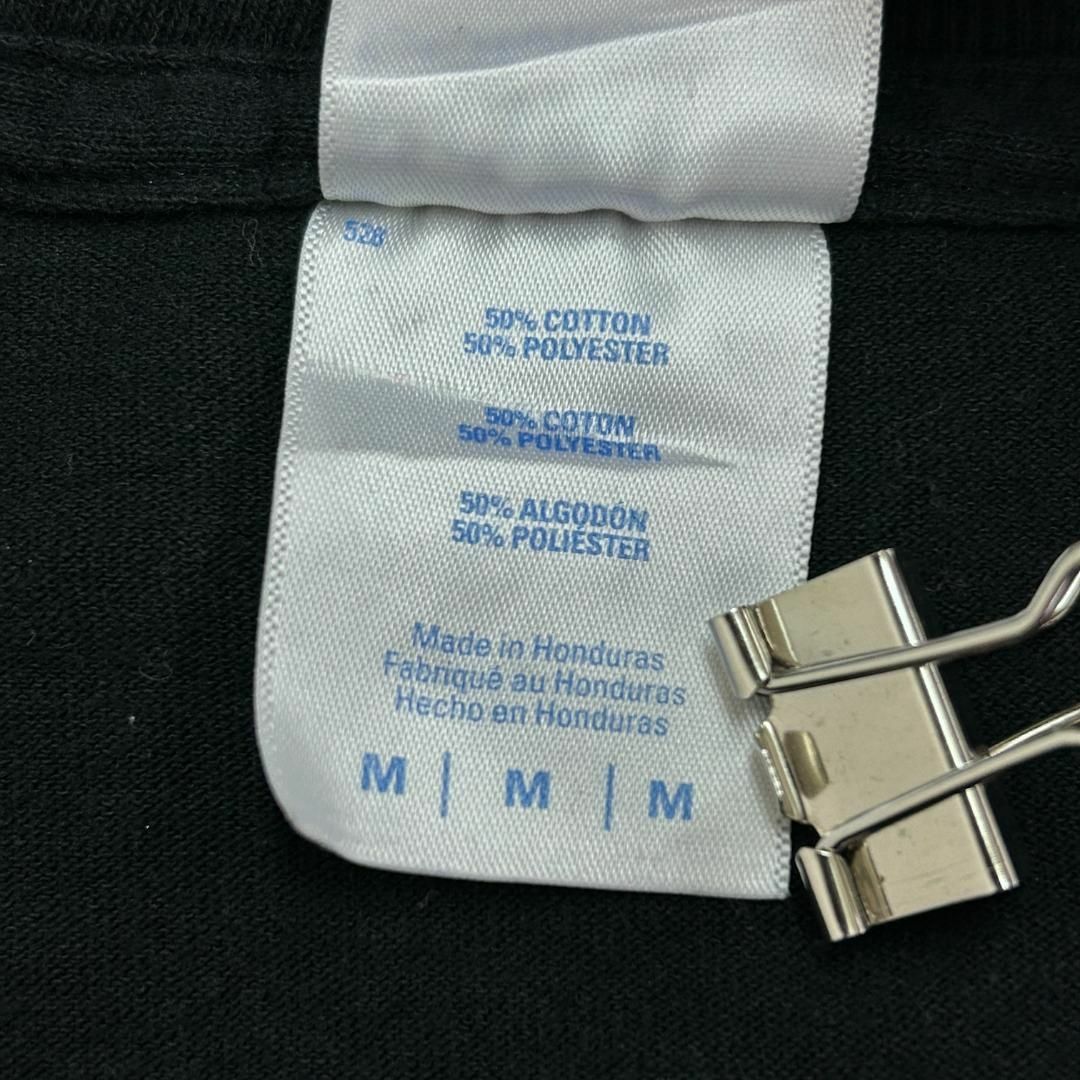 528
50% COTTON
50% POLYESTER
50% COTON
50% POLYESTER
50% ALGODÓN
50% POLIÉSTER
Made in Honduras
Fabriqué au Honduras
Hecho en Honduras
M | M | M